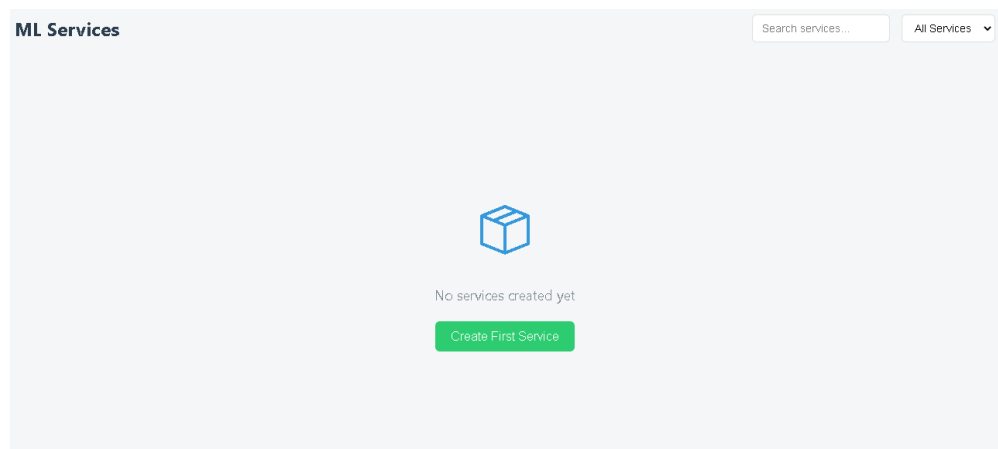 ML Services
Search services...
All Services
No services created yet
Create First Service